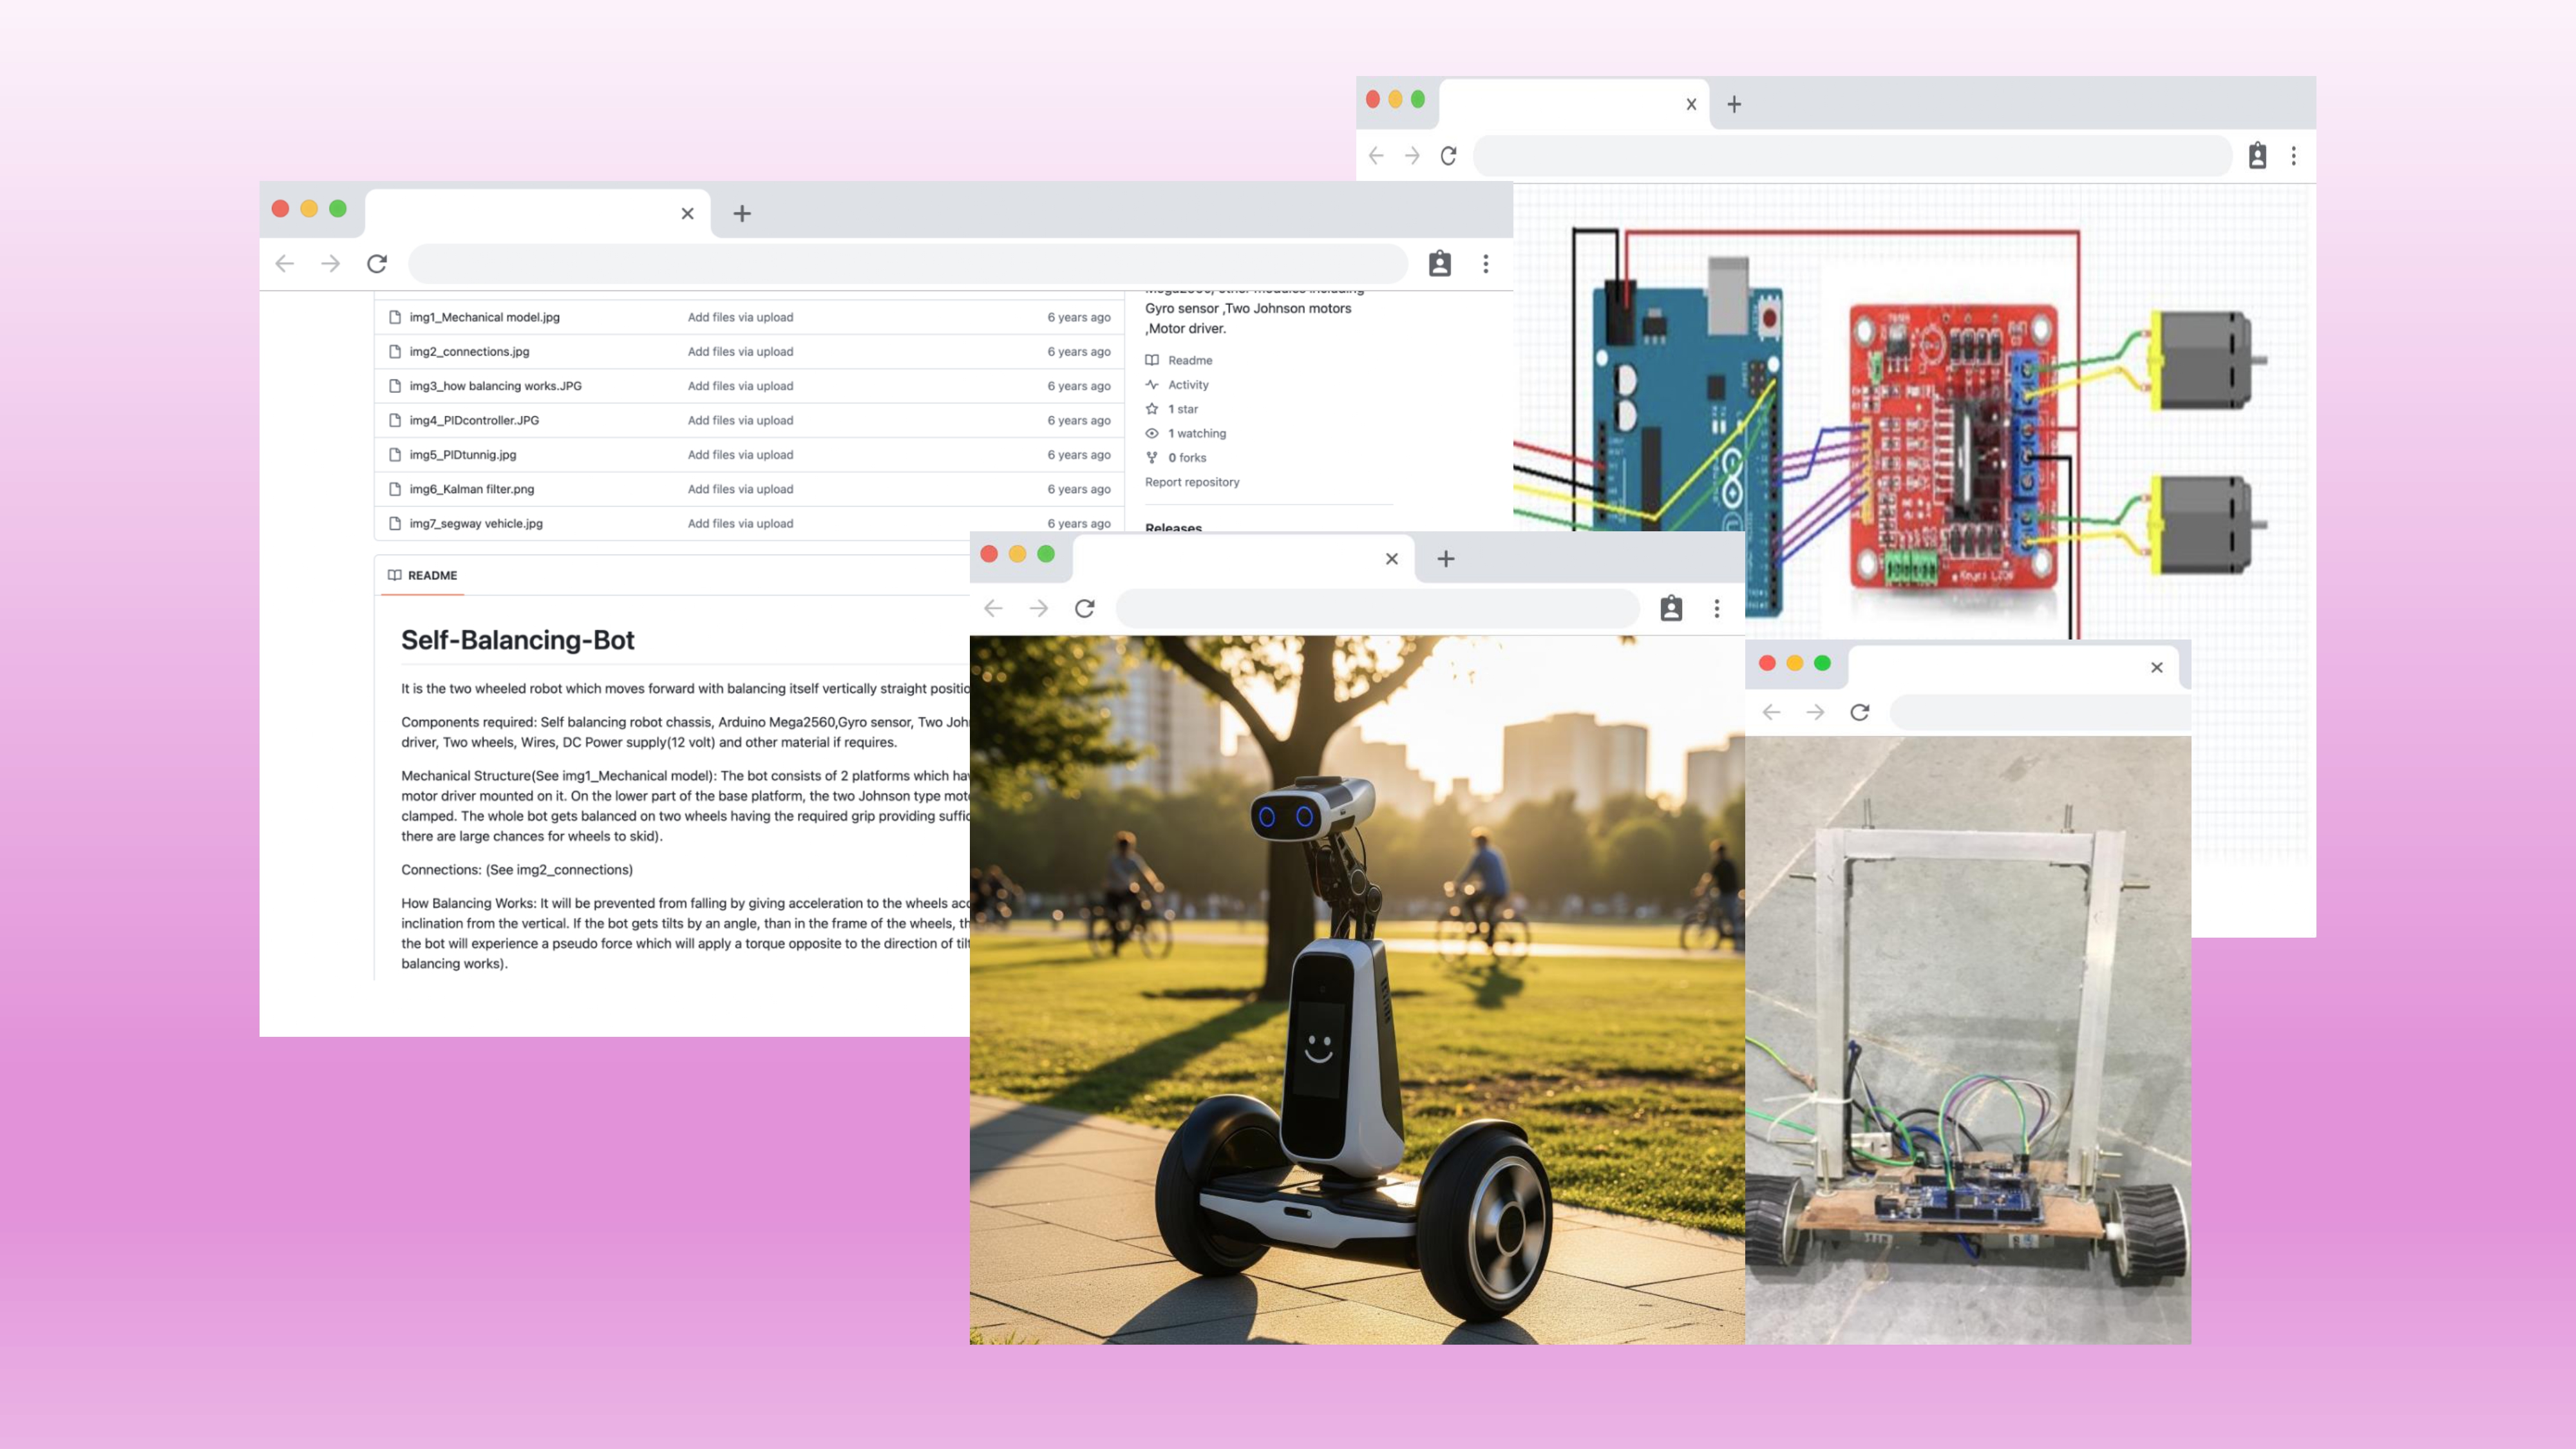 img1_Mechanical model.jpg Add files via upload 6 years ago
img2_connections.jpg Add files via upload 6 years ago
img3_how balancing works.JPG Add files via upload 6 years ago
img4_PIDcontroller.JPG Add files via upload 6 years ago
img5_PIDtunnig.jpg Add files via upload 6 years ago
img6_Kalman filter.png Add files via upload 6 years ago
img7_segway vehicle.jpg Add files via upload 6 years ago
README
Self-Balancing-Bot
It is the two wheeled robot which moves forward with balancing itself vertically straight positio
Components required: Self balancing robot chassis, Arduino Mega2560,Gyro sensor, Two Joh
driver, Two wheels, Wires, DC Power supply(12 volt) and other material if requires.
Mechanical Structure(See img1_Mechanical model): The bot consists of 2 platforms which ha
motor driver mounted on it. On the lower part of the base platform, the two Johnson type mot
clamped. The whole bot gets balanced on two wheels having the required grip providing suffic
there are large chances for wheels to skid).
Connections: (See img2_connections)
How Balancing Works: It will be prevented from falling by giving acceleration to the wheels acc
inclination from the vertical. If the bot gets tilts by an angle, than in the frame of the wheels, th
the bot will experience a pseudo force which will apply a torque opposite to the direction of tilt
balancing works).
Gyro sensor ,Two Johnson motors
,Motor driver.
Readme
Activity
1 star
1 watching
0 forks
Report repository
Releases